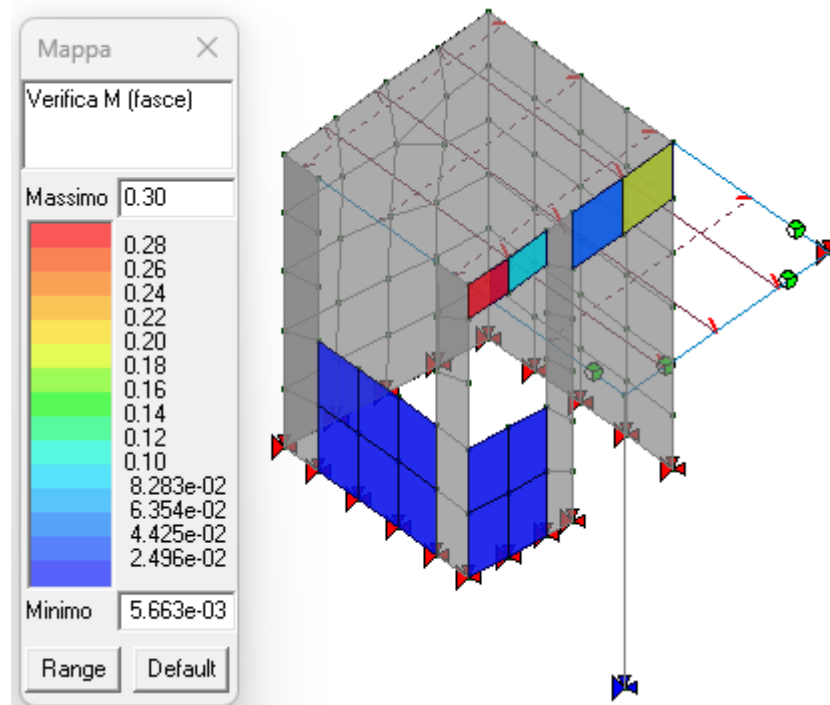 Mappa
Verifica M (fasce)
Massimo 0.30
0.28
0.26
0.24
0.22
0.20
0.18
0.16
0.14
0.12
0.10
8.283e-02
6.354e-02
4.425e-02
2.496e-02
Minimo 5.663e-03
Range Default